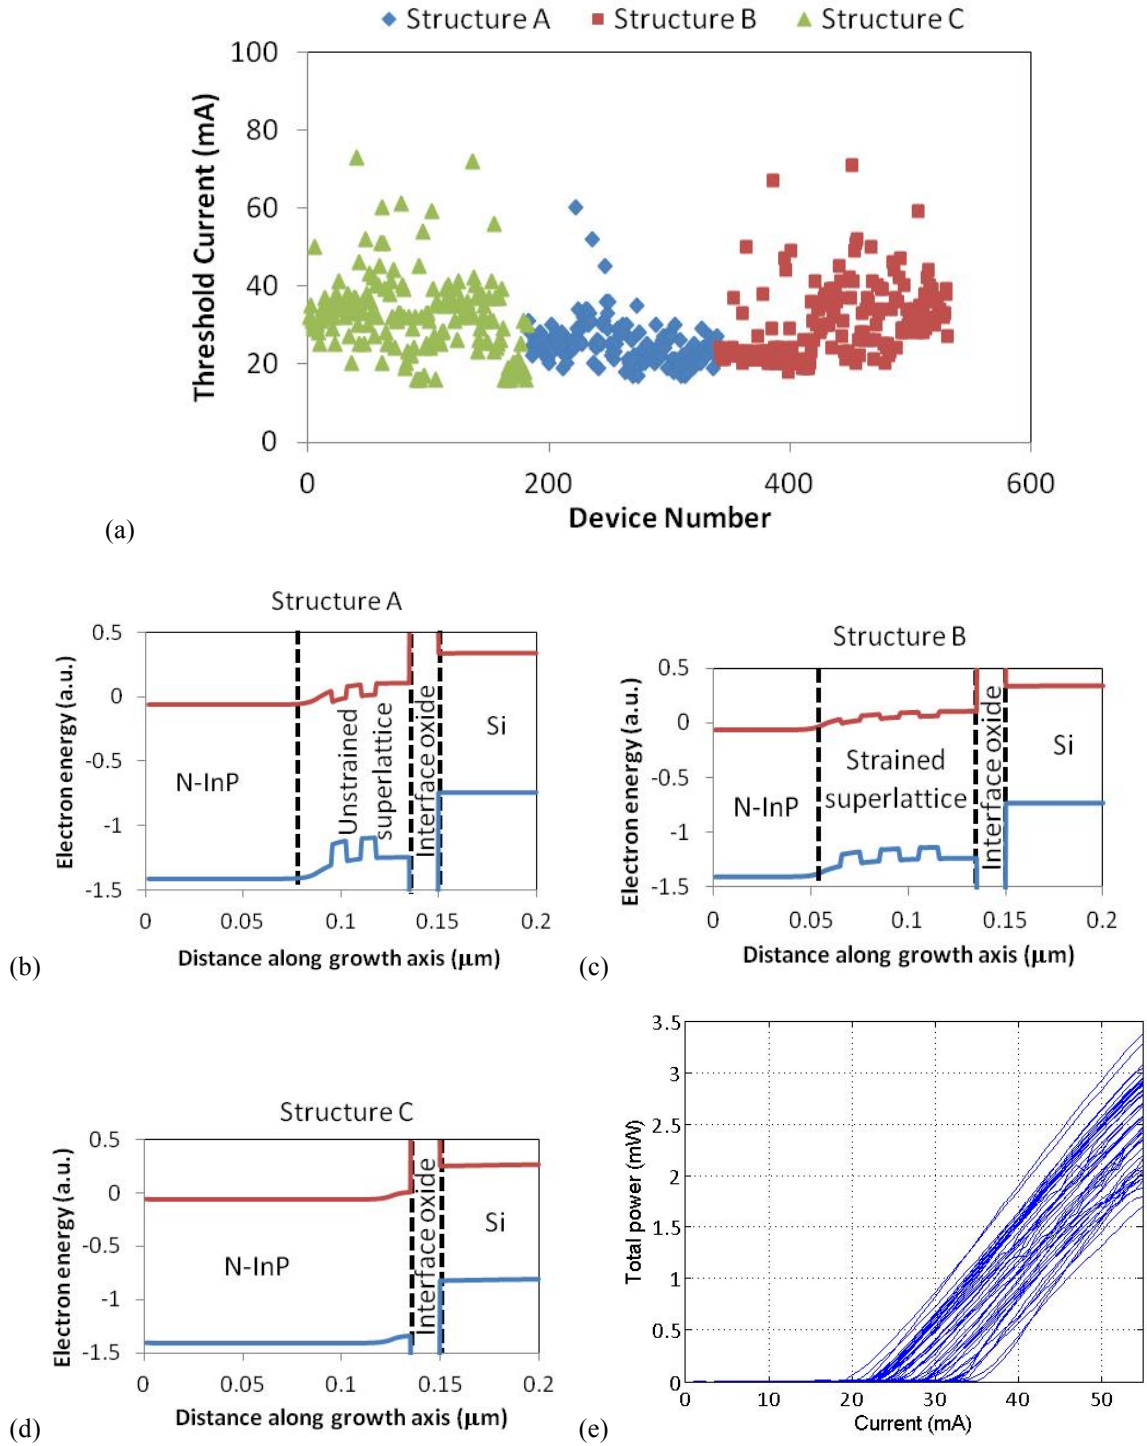 Structure A Structure B Structure C
100
80
60
40
20
0
Threshold Current (mA)
0 200 400 600
Device Number
(a)
Structure A
0.5
0
-0.5
-1
-1.5
Electron energy (a.u.)
N-InP
Unstrained
superlattice
Interface oxide
Si
0 0.05 0.1 0.15 0.2
Distance along growth axis (μm)
(b)
Structure B
0.5
0
-0.5
-1
-1.5
Electron energy (a.u.)
N-InP
Strained
superlattice
Interface oxide
Si
0 0.05 0.1 0.15 0.2
Distance along growth axis (μm)
(c)
Structure C
0.5
0
-0.5
-1
-1.5
Electron energy (a.u.)
N-InP
Interface oxide
Si
0 0.05 0.1 0.15 0.2
Distance along growth axis (μm)
(d)
3.5
3
2.5
2
1.5
1
0.5
0
Total power (mW)
0 10 20 30 40 50
Current (mA)
(e)